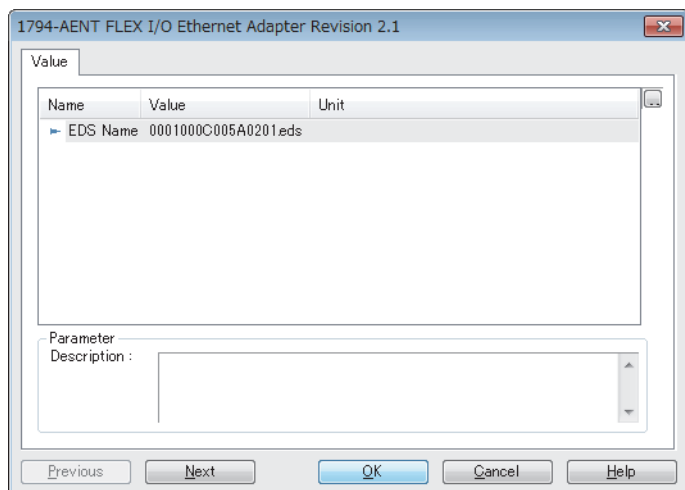 1794-AENT FLEX I/O Ethernet Adapter Revision 2.1
Value
Name Value Unit
EDS Name 0001000C005A0201.eds
Parameter
Description :
Previous Next OK Cancel Help